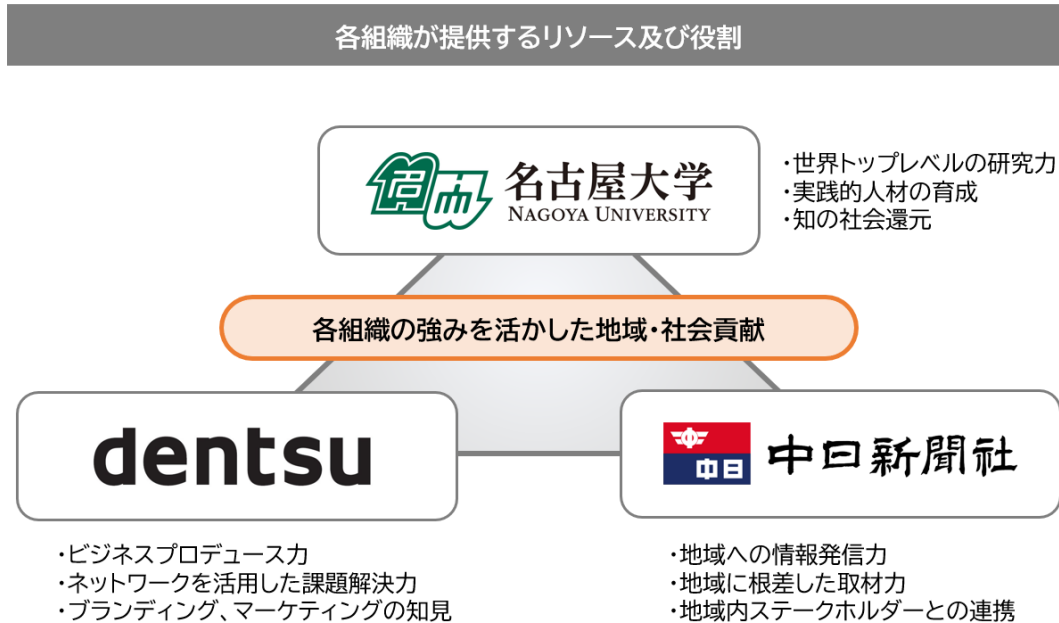 各組織が提供するリソース及び役割
名古屋大学
NAGOYA UNIVERSITY
・世界トップレベルの研究力
・実践的人材の育成
・知の社会還元
各組織の強みを活かした地域・社会貢献
dentsu
中日
中日新聞社
・ビジネスプロデュース力
・ネットワークを活用した課題解決力
・ブランディング、マーケティングの知見
・地域への情報発信力
・地域に根差した取材力
・地域内ステークホルダーとの連携